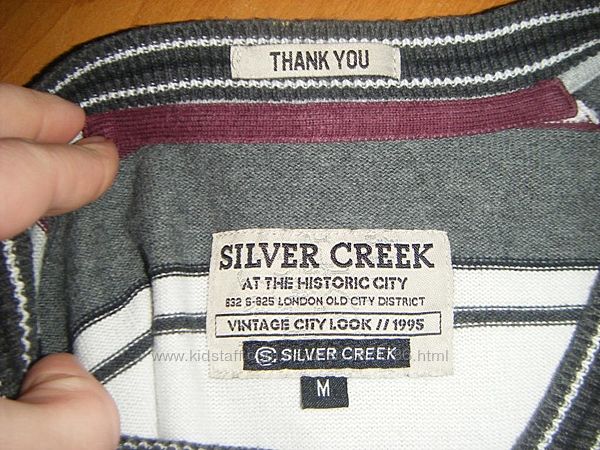 THANK YOU
SILVER CREEK
AT THE HISTORIC CITY
832 S-825 LONDON OLD CITY DISTRICT
VINTAGE CITY LOOK // 1995
SILVER CREEK
M